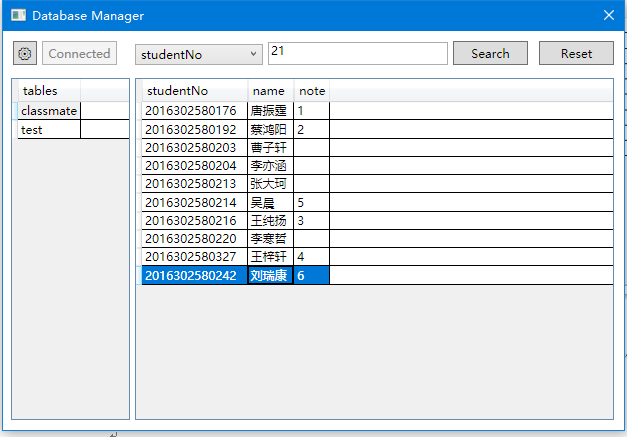 Database Manager
Connected studentNo 21 Search Reset
tables
classmate
test
studentNo name note
2016302580176 唐振霆 1
2016302580192 蔡鸿阳 2
2016302580203 曹子轩
2016302580204 李亦涵
2016302580213 张大珂
2016302580214 吴晨 5
2016302580216 王纯扬 3
2016302580220 李寒哲
2016302580327 王梓轩 4
2016302580242 刘瑞康 6